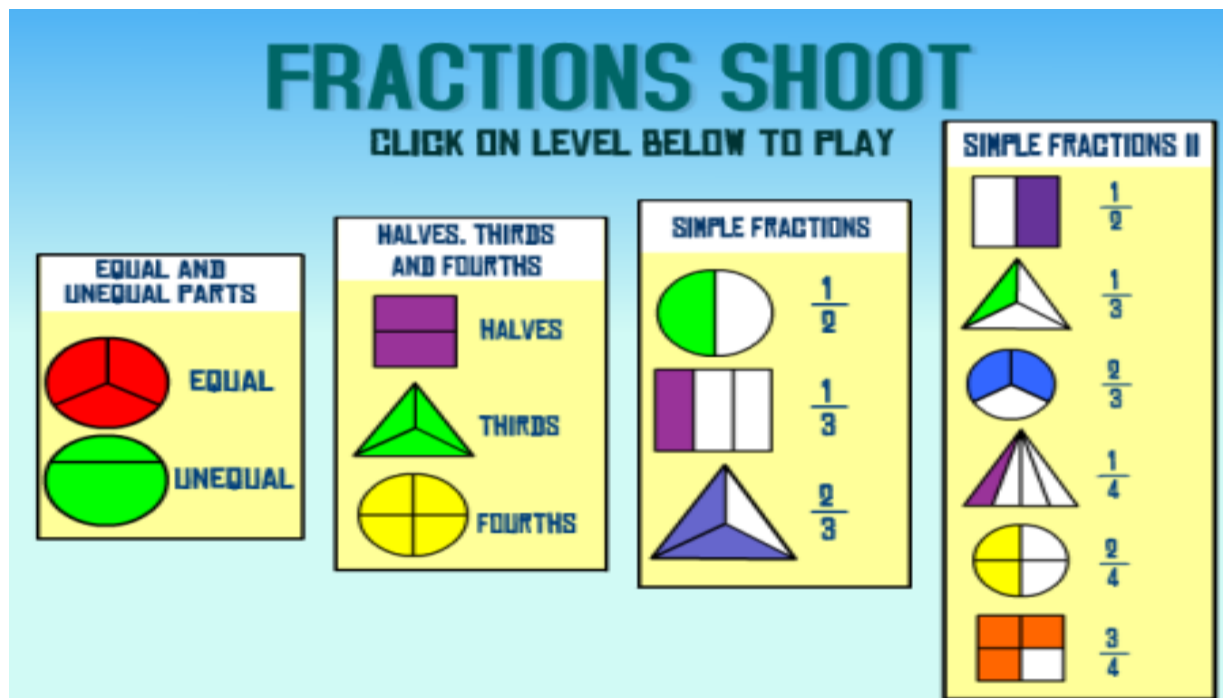 FRACTIONS SHOOT
CLICK ON LEVEL BELOW TO PLAY
EQUAL AND
UNEQUAL PARTS
EQUAL
UNEQUAL
HALVES, THIRDS
AND FOURTHS
HALVES
THIRDS
FOURTHS
SIMPLE FRACTIONS
1/2
1/3
2/3
SIMPLE FRACTIONS II
1/2
1/3
2/3
1/4
2/4
3/4